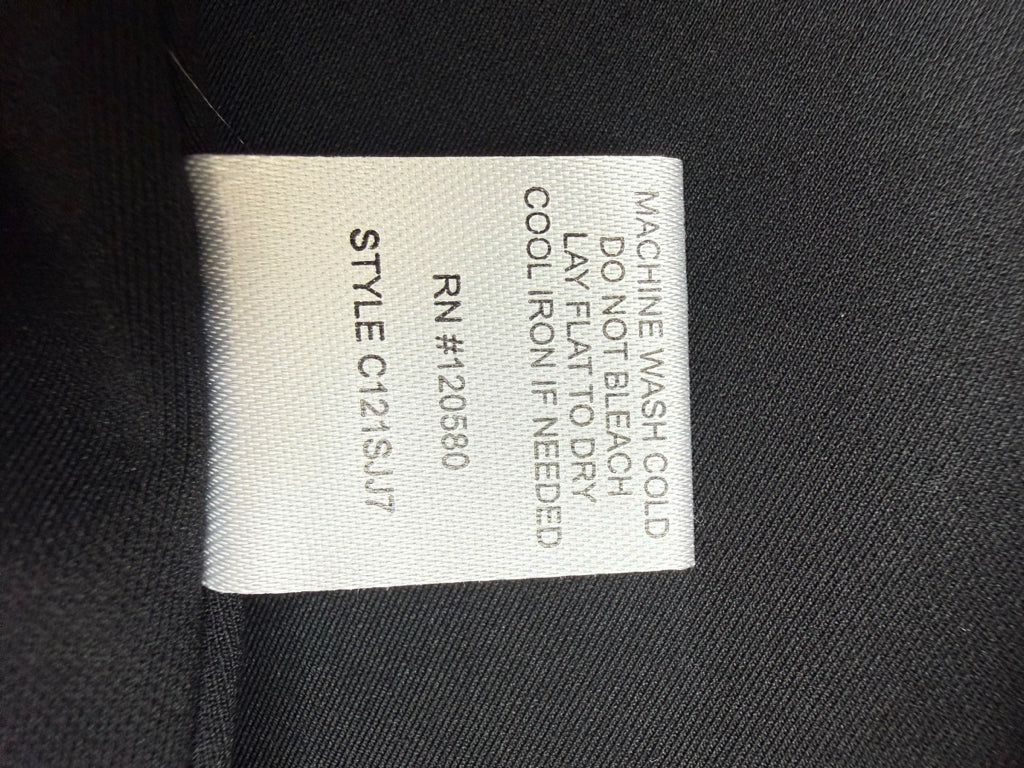 MACHINE WASH COLD
DO NOT BLEACH
LAY FLAT TO DRY
COOL IRON IF NEEDED
RN #120580
STYLE C121SJJ7